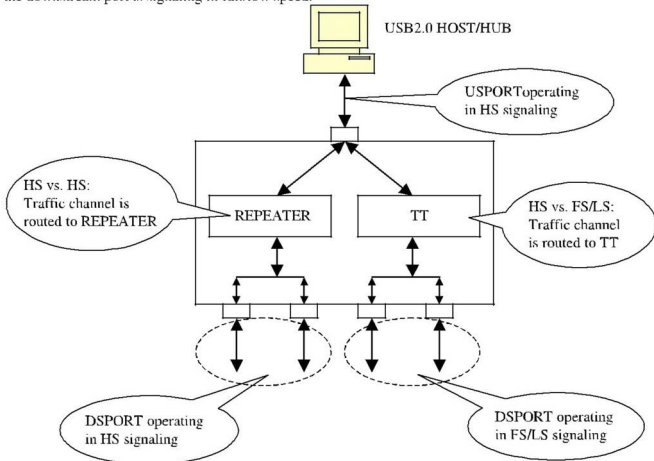 USB2.0 HOST/HUB
USPORToperating
in HS signaling
HS vs. HS:
Traffic channel is
routed to REPEATER
REPEATER
TT
HS vs. FS/LS:
Traffic channel
is routed to TT
DSPORT operating
in HS signaling
DSPORT operating
in FS/LS signaling